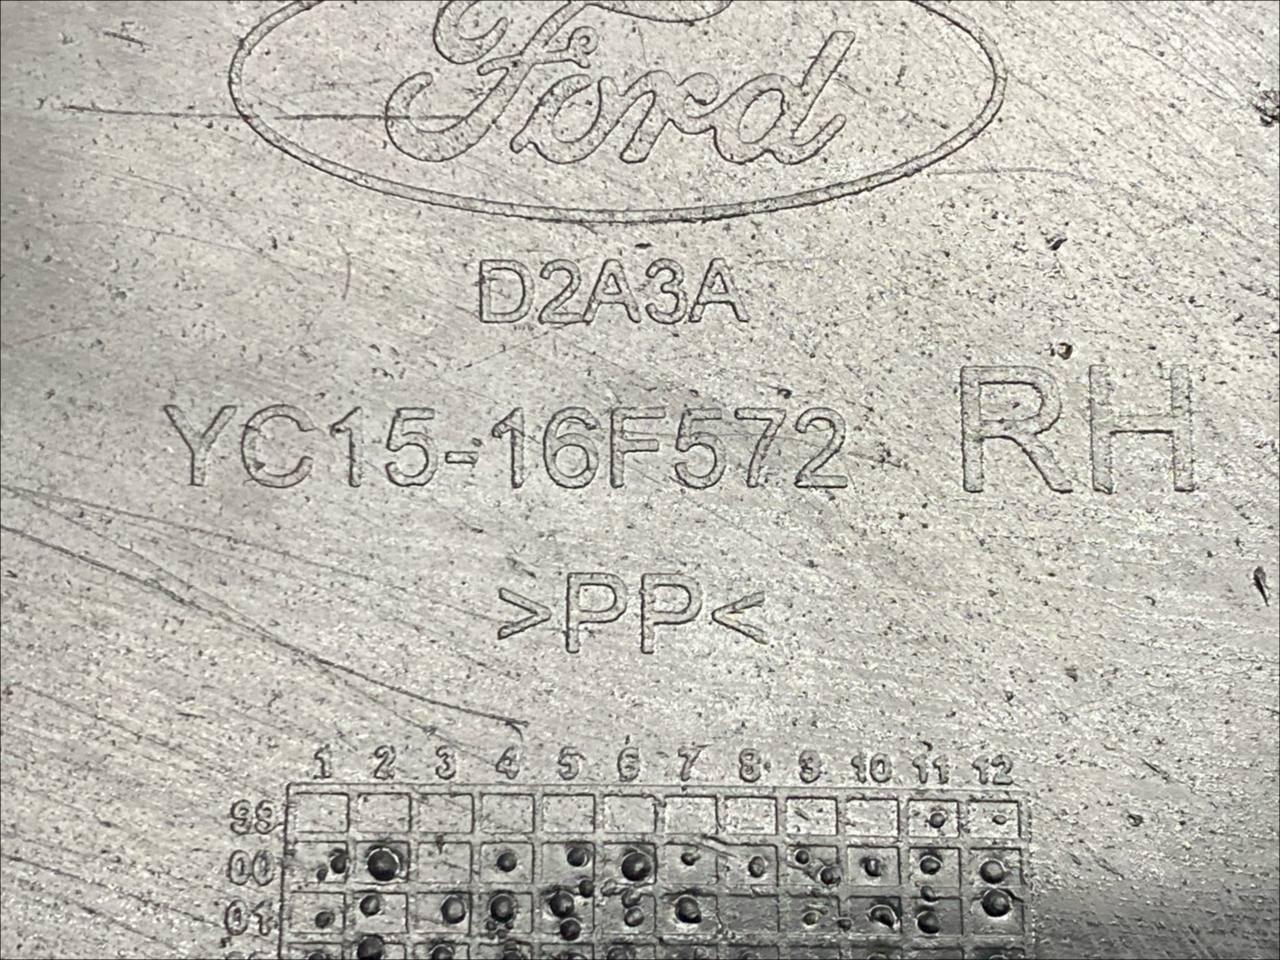 Ford
D2A3A
YC15-16F572 RH
>PP<
1 2 3 4 5 6 7 8 9 10 11 12
99
00
01